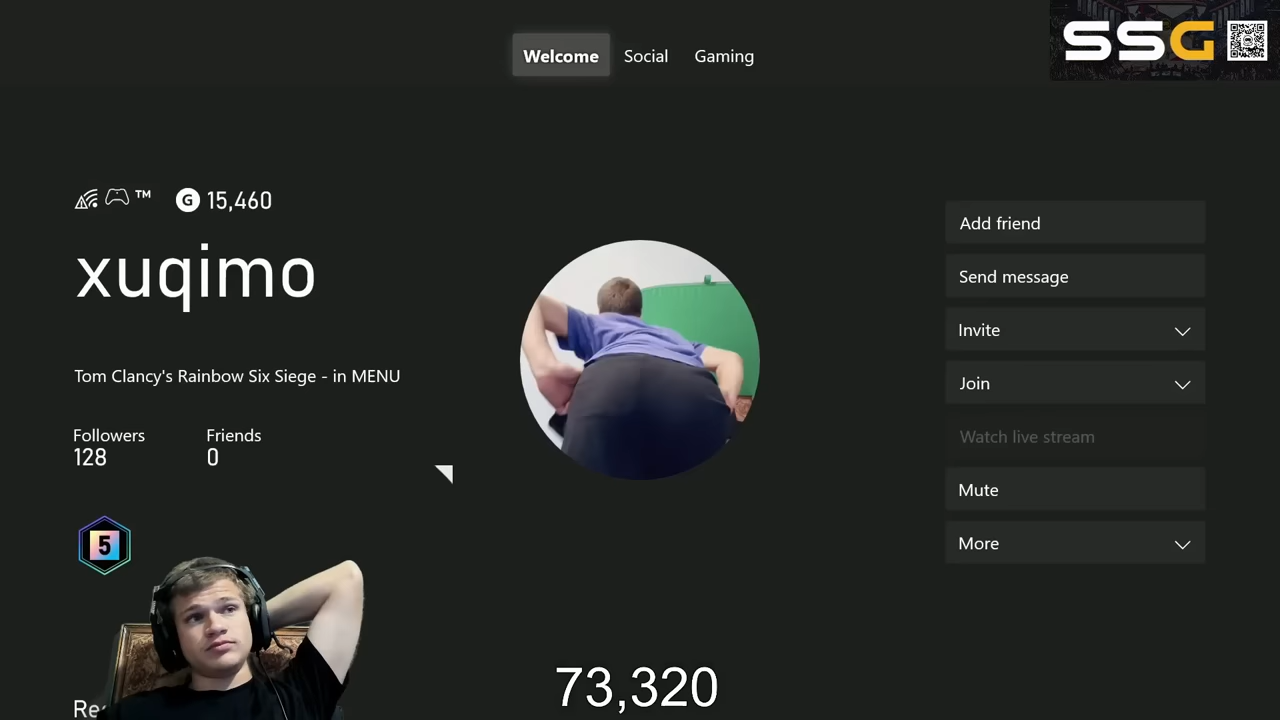 Welcome Social Gaming
SSG
™ G 15,460
xuqimo
Tom Clancy's Rainbow Six Siege - in MENU
Followers Friends
128 0
5
Add friend
Send message
Invite
Join
Watch live stream
Mute
More
73,320